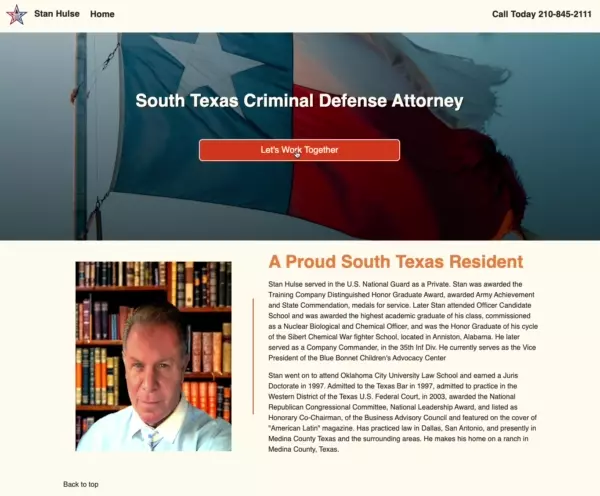 Stan Hulse Home Call Today 210-845-2111
South Texas Criminal Defense Attorney
Let's Work Together
A Proud South Texas Resident
Stan Hulse served in the U.S. National Guard as a Private. Stan was awarded the
Training Company Distinguished Honor Graduate Award, awarded Army Achievement
and State Commendation, medals for service. Later Stan attended Officer Candidate
School and was awarded the highest academic graduate of his class, commissioned
as a Nuclear Biological and Chemical Officer, and was the Honor Graduate of his cycle
of the Sibert Chemical War fighter School, located in Anniston, Alabama. He later
served as a Company Commander, in the 35th Inf Div. He currently serves as the Vice
President of the Blue Bonnet Children's Advocacy Center
Stan went on to attend Oklahoma City University Law School and earned a Juris
Doctorate in 1997. Admitted to the Texas Bar in 1997, admitted to practice in the
Western District of the Texas U.S. Federal Court, in 2003, awarded the National
Republican Congressional Committee, National Leadership Award, and listed as
Honorary Co-Chairman, of the Business Advisory Council and featured on the cover of
"American Latin" magazine. Has practiced law in Dallas, San Antonio, and presently in
Medina County Texas and the surrounding areas. He makes his home on a ranch in
Medina County, Texas.
Back to top